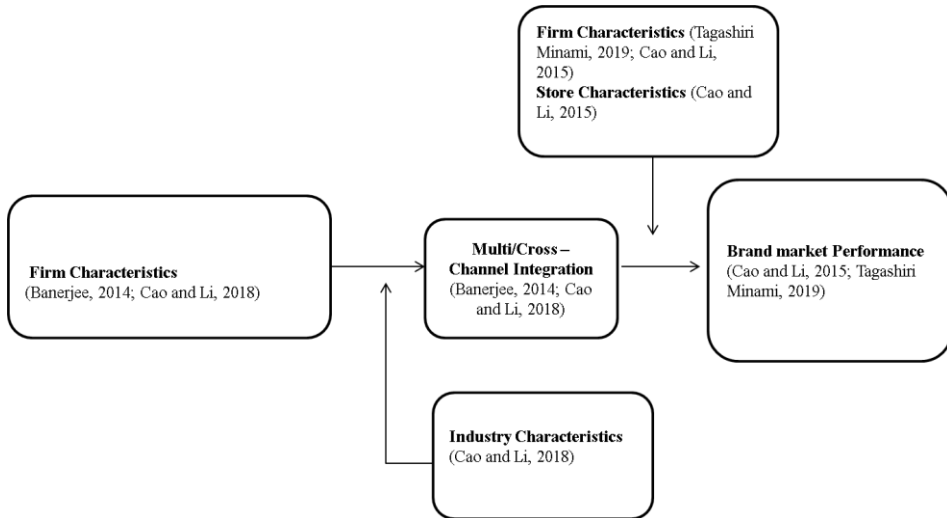 Firm Characteristics (Tagashiri
Minami, 2019; Cao and Li,
2015)
Store Characteristics (Cao and
Li, 2015)
Firm Characteristics
(Banerjee, 2014; Cao and Li, 2018)
Multi/Cross –
Channel Integration
(Banerjee, 2014; Cao
and Li, 2018)
Brand market Performance
(Cao and Li, 2015; Tagashiri
Minami, 2019)
Industry Characteristics
(Cao and Li, 2018)